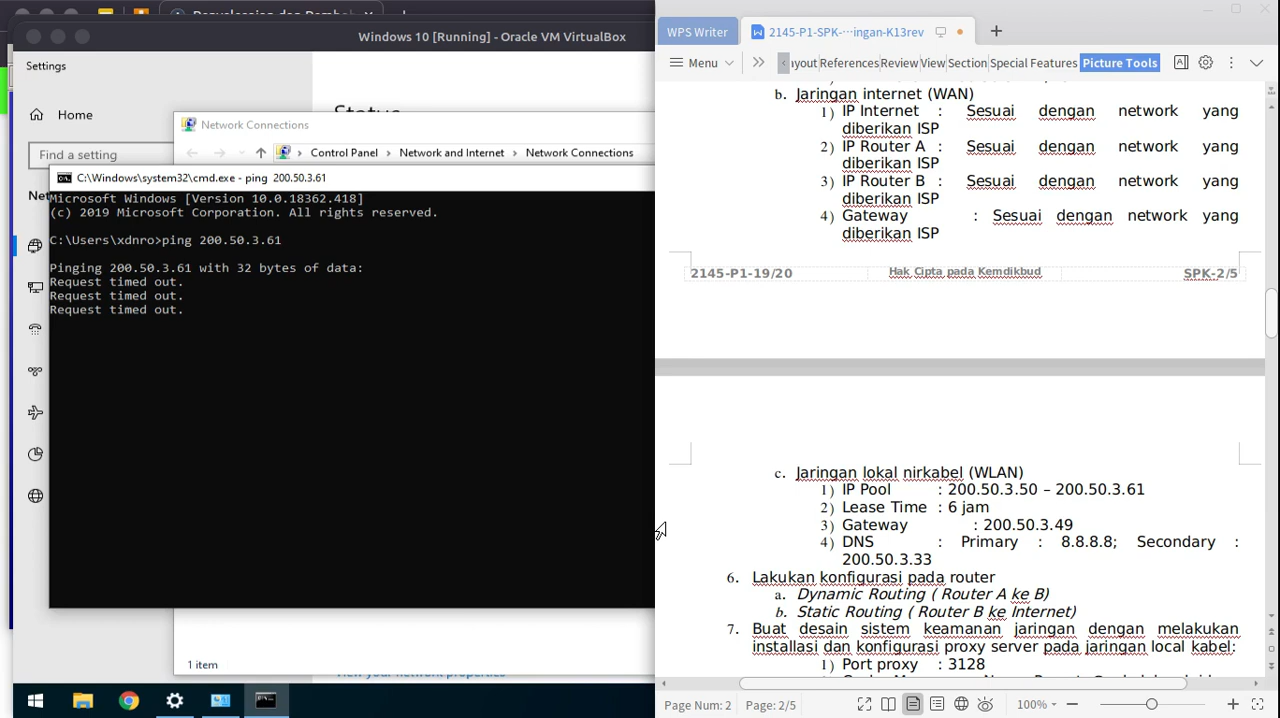 Windows 10 [Running] - Oracle VM VirtualBox
Settings
Home
Find a setting
Status
Network Connections
Control Panel > Network and Internet > Network Connections
C:\Windows\system32\cmd.exe - ping 200.50.3.61
Microsoft Windows [Version 10.0.18362.418]
(c) 2019 Microsoft Corporation. All rights reserved.
C:\Users\xdnro>ping 200.50.3.61
Pinging 200.50.3.61 with 32 bytes of data:
Request timed out.
Request timed out.
Request timed out.
1 item
WPS Writer
2145-P1-SPK-···ingan-K13rev
Menu
References Review View Section Special Features Picture Tools
b. Jaringan internet (WAN)
1) IP Internet : Sesuai dengan network yang
diberikan ISP
2) IP Router A : Sesuai dengan network yang
diberikan ISP
3) IP Router B : Sesuai dengan network yang
diberikan ISP
4) Gateway : Sesuai dengan network yang
diberikan ISP
2145-P1-19/20 Hak Cipta pada Kemdikbud SPK-2/5
c. Jaringan lokal nirkabel (WLAN)
1) IP Pool : 200.50.3.50 – 200.50.3.61
2) Lease Time : 6 jam
3) Gateway : 200.50.3.49
4) DNS : Primary : 8.8.8.8; Secondary :
200.50.3.33
6. Lakukan konfigurasi pada router
a. Dynamic Routing ( Router A ke B)
b. Static Routing ( Router B ke Internet)
7. Buat desain sistem keamanan jaringan dengan melakukan
installasi dan konfigurasi proxy server pada jaringan local kabel:
1) Port proxy : 3128
Page Num: 2 Page: 2/5 100%